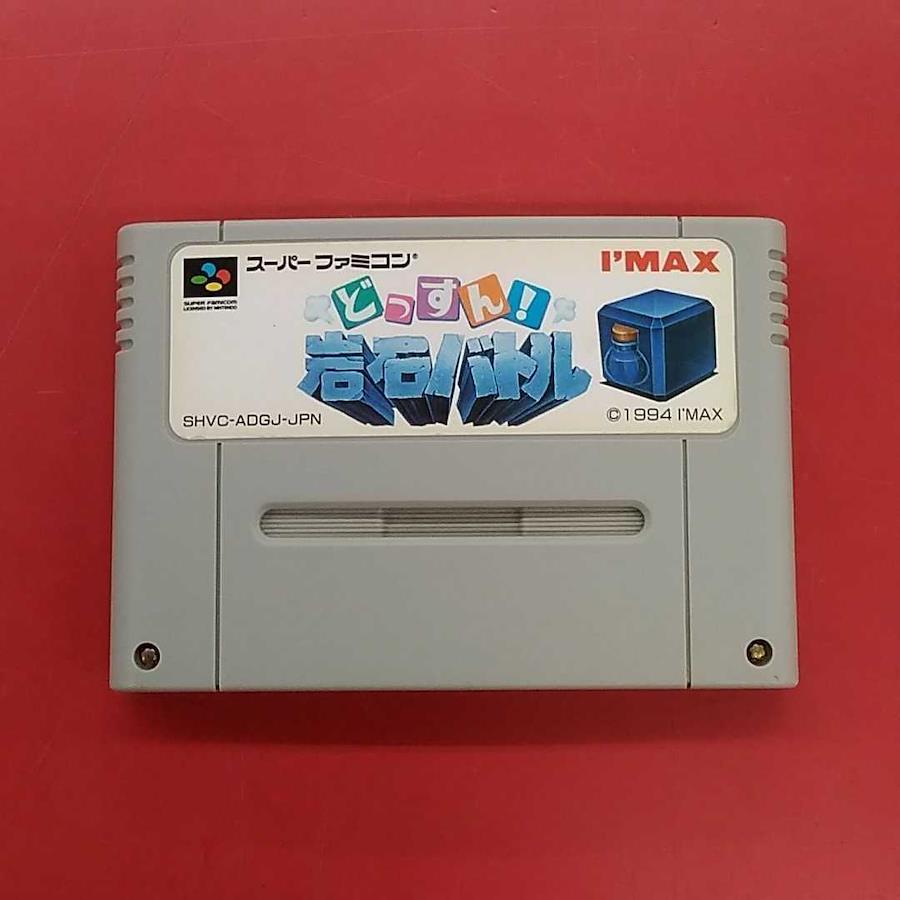 スーパーファミコン®
I'MAX
SUPER FAMICOM
LICENSED BY NINTENDO
どっすん!
岩石バトル
SHVC-ADGJ-JPN
©1994 I'MAX